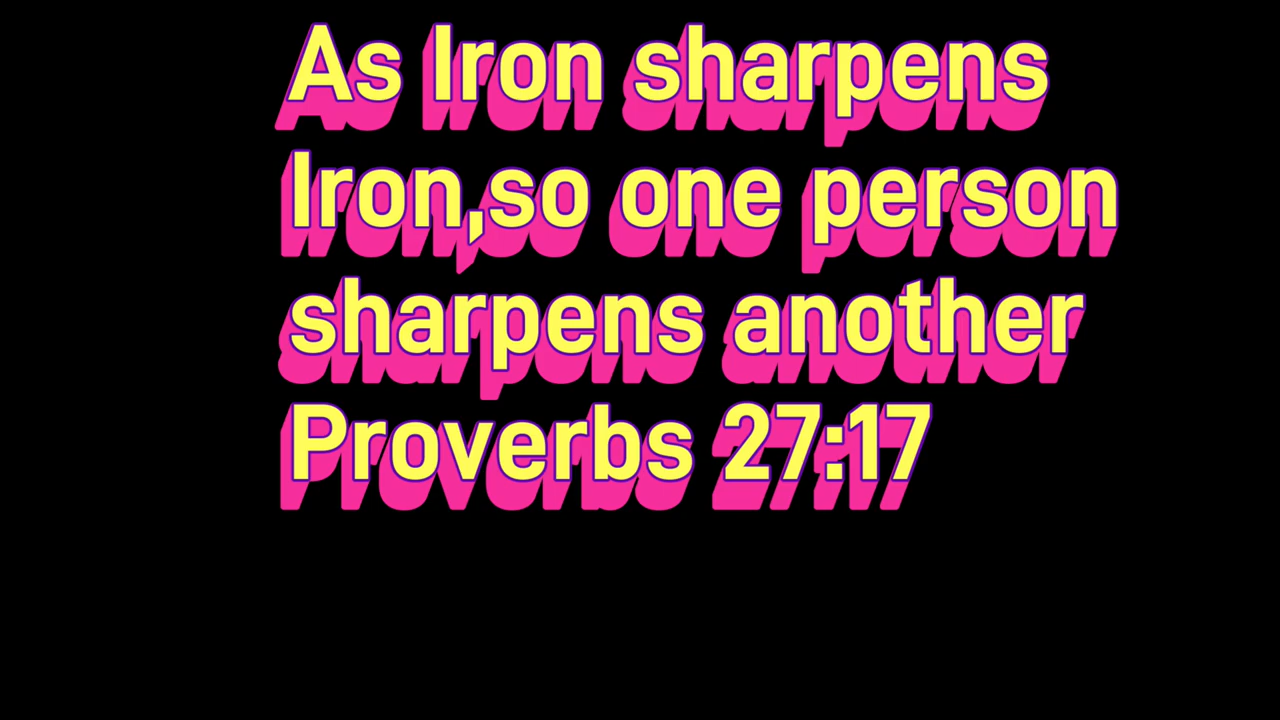 As Iron sharpens
Iron,so one person
sharpens another
Proverbs 27:17